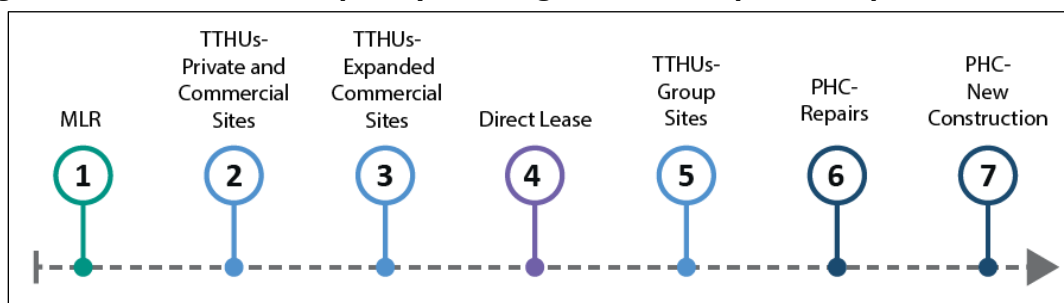 MLR
1
TTHUs-
Private and
Commercial
Sites
2
TTHUs-
Expanded
Commercial
Sites
3
Direct Lease
4
TTHUs-
Group
Sites
5
PHC-
Repairs
6
PHC-
New
Construction
7